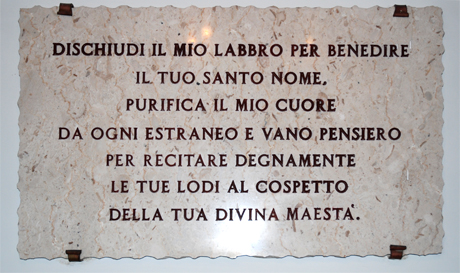 DISCHIUDI IL MIO LABBRO PER BENEDIRE
IL TUO SANTO NOME,
PURIFICA IL MIO CUORE
DA OGNI ESTRANEO E VANO PENSIERO
PER RECITARE DEGNAMENTE
LE TUE LODI AL COSPETTO
DELLA TUA DIVINA MAESTA'.